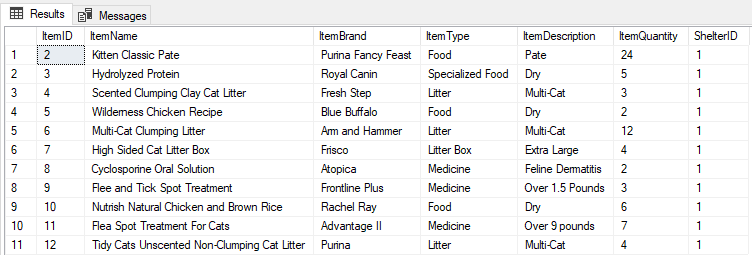 Results Messages
ItemID ItemName ItemBrand ItemType ItemDescription ItemQuantity ShelterID
1 2 Kitten Classic Pate Purina Fancy Feast Food Pate 24 1
2 3 Hydrolyzed Protein Royal Canin Specialized Food Dry 5 1
3 4 Scented Clumping Clay Cat Litter Fresh Step Litter Multi-Cat 3 1
4 5 Wilderness Chicken Recipe Blue Buffalo Food Dry 2 1
5 6 Multi-Cat Clumping Litter Arm and Hammer Litter Multi-Cat 12 1
6 7 High Sided Cat Litter Box Frisco Litter Box Extra Large 4 1
7 8 Cyclosporine Oral Solution Atopica Medicine Feline Dermatitis 2 1
8 9 Flee and Tick Spot Treatment Frontline Plus Medicine Over 1.5 Pounds 3 1
9 10 Nutrish Natural Chicken and Brown Rice Rachel Ray Food Dry 6 1
10 11 Flea Spot Treatment For Cats Advantage II Medicine Over 9 pounds 7 1
11 12 Tidy Cats Unscented Non-Clumping Cat Litter Purina Litter Multi-Cat 4 1